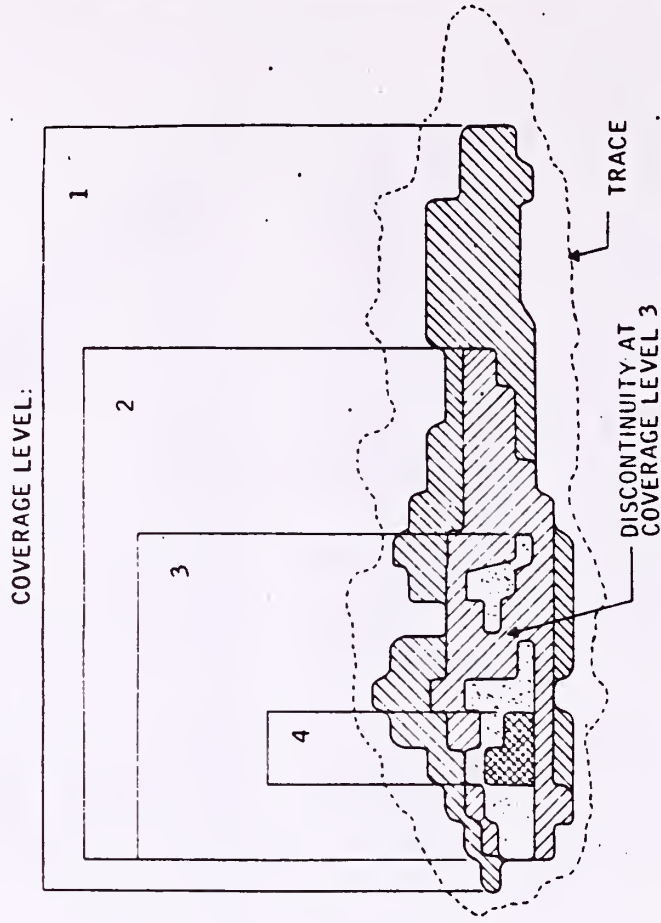 COVERAGE LEVEL:
1
2
3
4
TRACE
DISCONTINUITY AT
COVERAGE LEVEL 3